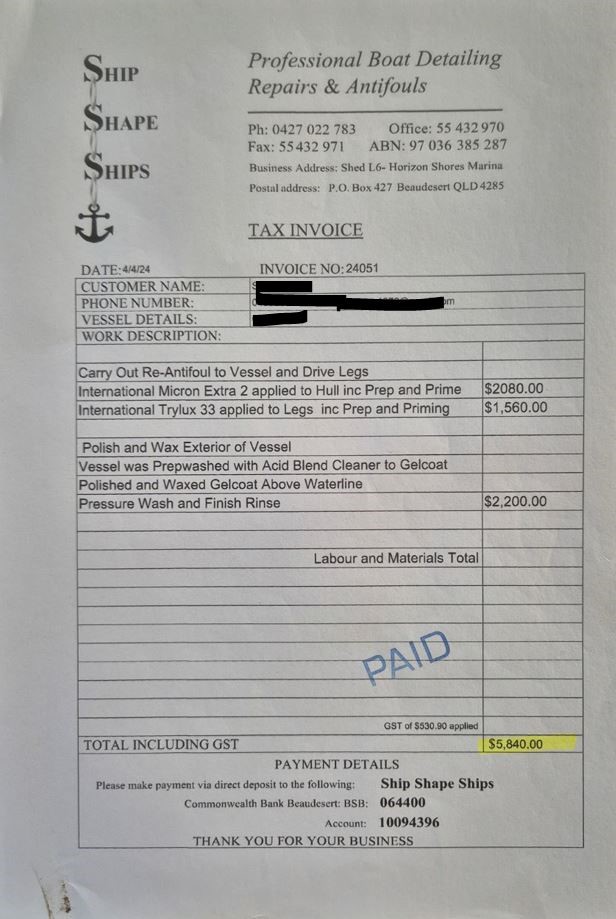 SHIP
SHAPE
SHIPS
Professional Boat Detailing
Repairs & Antifouls
Ph: 0427 022 783 Office: 55 432 970
Fax: 55 432 971 ABN: 97 036 385 287
Business Address: Shed L6- Horizon Shores Marina
Postal address: P.O. Box 427 Beaudesert QLD 4285
TAX INVOICE
DATE: 4/4/24 INVOICE NO: 24051
CUSTOMER NAME: S
PHONE NUMBER:
VESSEL DETAILS:
WORK DESCRIPTION:
Carry Out Re-Antifoul to Vessel and Drive Legs
International Micron Extra 2 applied to Hull inc Prep and Prime $2080.00
International Trylux 33 applied to Legs inc Prep and Priming $1,560.00
Polish and Wax Exterior of Vessel
Vessel was Prepwashed with Acid Blend Cleaner to Gelcoat
Polished and Waxed Gelcoat Above Waterline
Pressure Wash and Finish Rinse $2,200.00
Labour and Materials Total
PAID
GST of $530.90 applied
TOTAL INCLUDING GST $5,840.00
PAYMENT DETAILS
Please make payment via direct deposit to the following: Ship Shape Ships
Commonwealth Bank Beaudesert: BSB: 064400
Account: 10094396
THANK YOU FOR YOUR BUSINESS